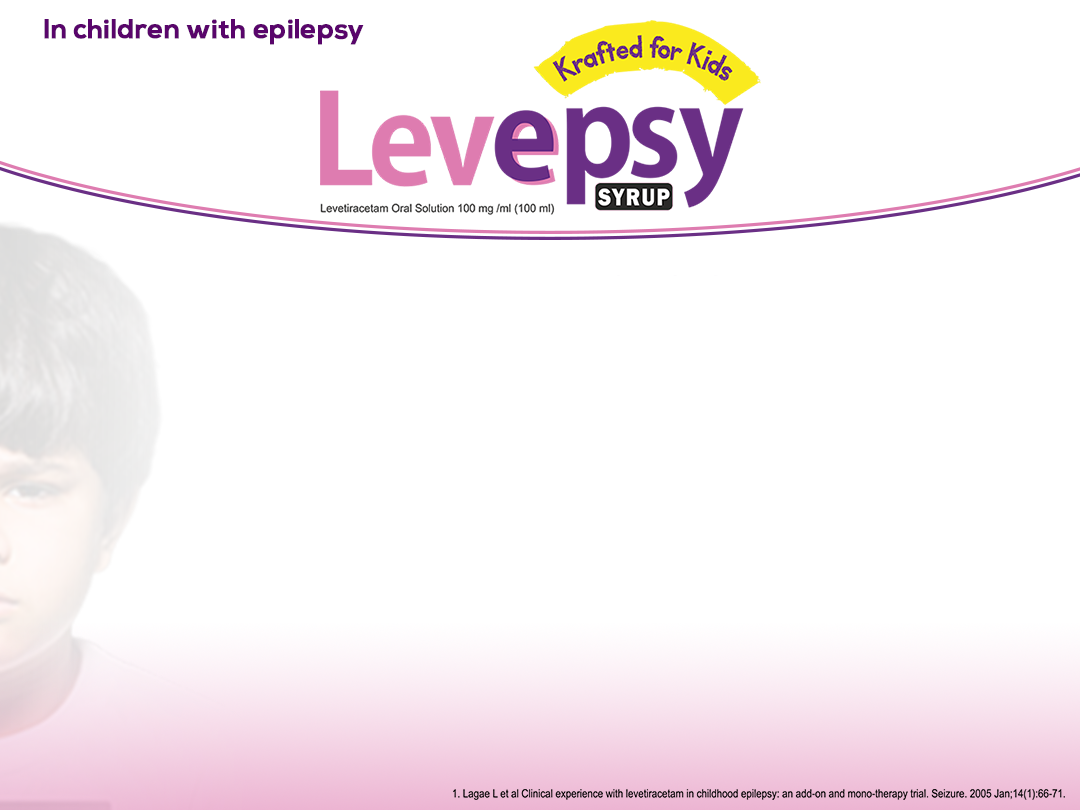 In children with epilepsy
Krafted for Kids
Levepsy
SYRUP
Levetiracetam Oral Solution 100 mg /ml (100 ml)
1. Lagae L et al Clinical experience with levetiracetam in childhood epilepsy: an add-on and mono-therapy trial. Seizure. 2005 Jan;14(1):66-71.